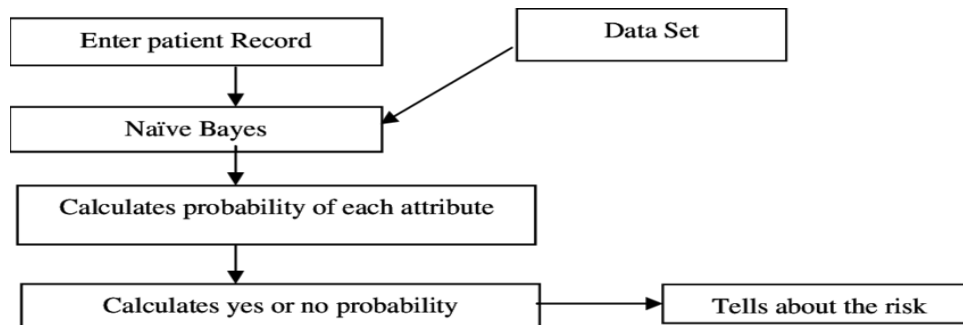 Enter patient Record
Data Set
Naïve Bayes
Calculates probability of each attribute
Calculates yes or no probability
Tells about the risk